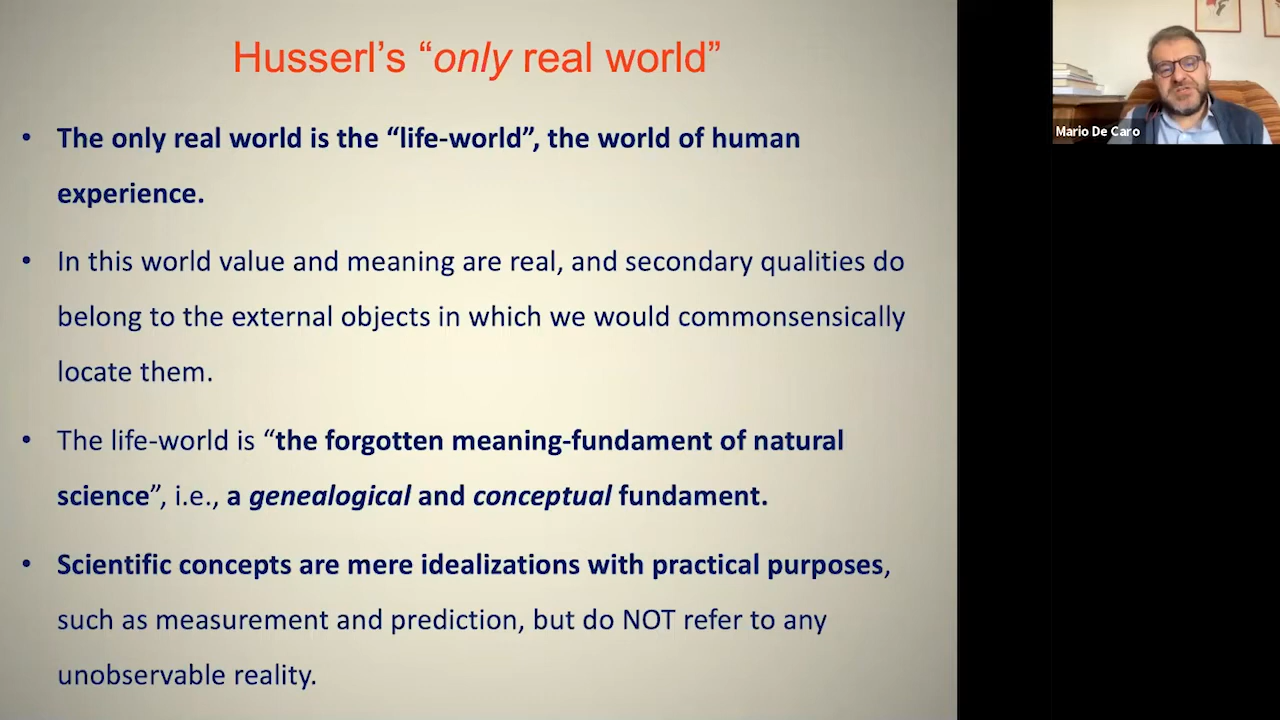 Husserl’s “only real world”
• The only real world is the “life-world”, the world of human
experience.
• In this world value and meaning are real, and secondary qualities do
belong to the external objects in which we would commonsensically
locate them.
• The life-world is “the forgotten meaning-fundament of natural
science”, i.e., a genealogical and conceptual fundament.
• Scientific concepts are mere idealizations with practical purposes,
such as measurement and prediction, but do NOT refer to any
unobservable reality.
Mario De Caro